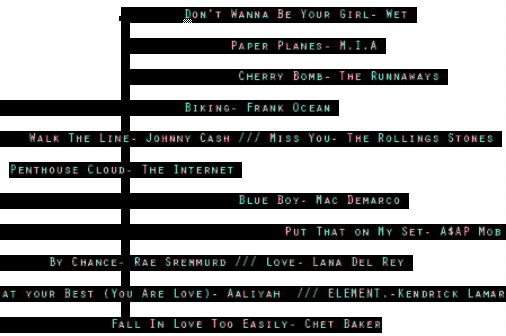 Don't Wanna Be Your Girl- Wet
Paper Planes- M.I.A
Cherry Bomb- The Runnaways
Biking- Frank Ocean
Walk The Line- Johnny Cash /// Miss You- The Rollings Stones
Penthouse Cloud- The Internet
Blue Boy- Mac Demarco
Put That on My Set- A$AP Mob
By Chance- Rae Sremmurd /// Love- Lana Del Rey
at your Best (You Are Love)- Aaliyah /// ELEMENT.-Kendrick Lamar
Fall In Love Too Easily- Chet Baker